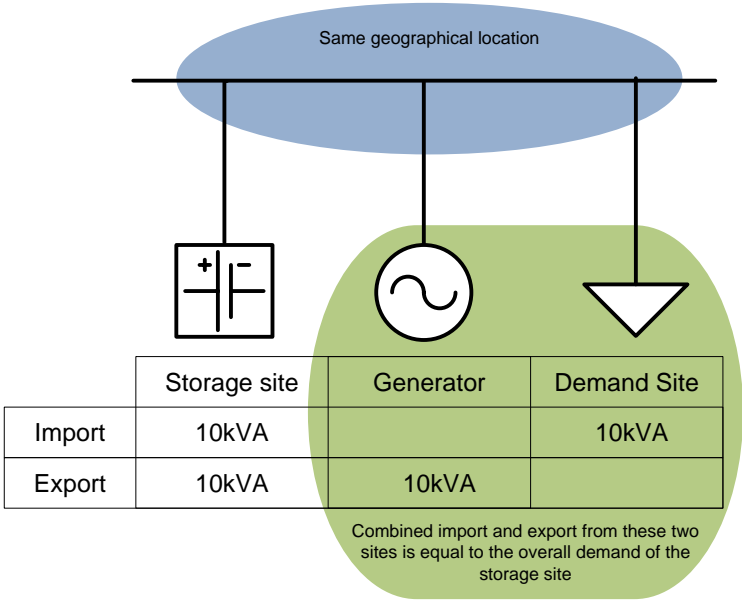 Same geographical location
+ −
Storage site Generator Demand Site
Import 10kVA 10kVA
Export 10kVA 10kVA
Combined import and export from these two
sites is equal to the overall demand of the
storage site